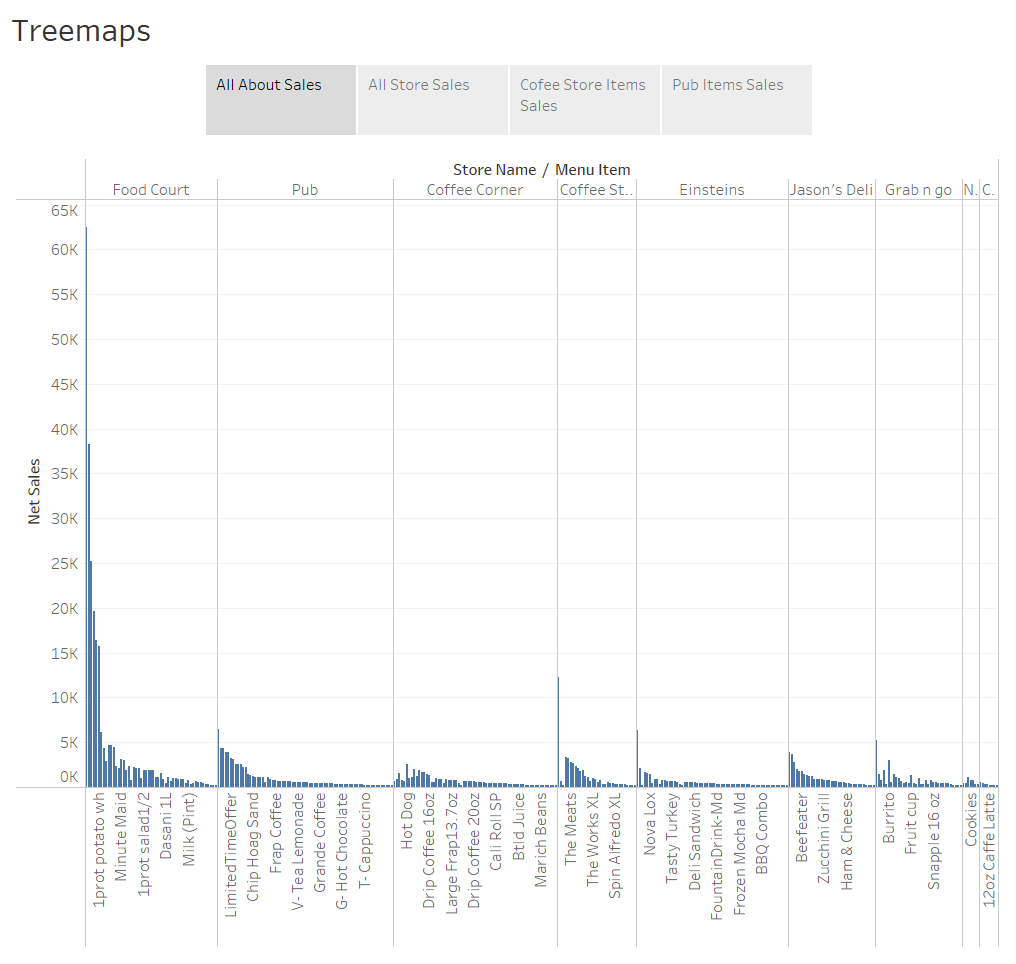 Treemaps
All About Sales
All Store Sales
Cofee Store Items
Sales
Pub Items Sales
Store Name / Menu Item
Food Court
Pub
Coffee Corner
Coffee St..
Einsteins
Jason's Deli
Grab n go
N.
C.
65K
60K
55K
50K
45K
40K
35K
30K
25K
20K
15K
10K
5K
0K
Net Sales
1prot potato wh
Minute Maid
1prot salad1/2
Dasani 1L
Milk (Pint)
LimitedTimeOffer
Chip Hoag Sand
Frap Coffee
V- Tea Lemonade
Grande Coffee
G- Hot Chocolate
T- Cappuccino
Hot Dog
Drip Coffee 16oz
Large Frap13.7oz
Drip Coffee 20oz
Cali Roll SP
Btld Juice
Marich Beans
The Meats
The Works XL
Spin Alfredo XL
Nova Lox
Tasty Turkey
Deli Sandwich
FountainDrink-Md
Frozen Mocha Md
BBQ Combo
Beefeater
Zucchini Grill
Ham & Cheese
Burrito
Fruit cup
Snapple 16 oz
Cookies
12oz Caffe Latte